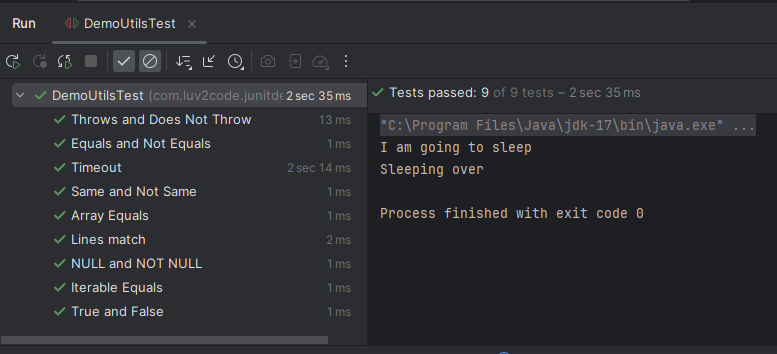 Run DemoUtilsTest ×
DemoUtilsTest (com.luv2code.junitde 2 sec 35 ms
Throws and Does Not Throw 13 ms
Equals and Not Equals 1 ms
Timeout 2 sec 14 ms
Same and Not Same 1 ms
Array Equals 1 ms
Lines match 2 ms
NULL and NOT NULL 1 ms
Iterable Equals 1 ms
True and False 1 ms
Tests passed: 9 of 9 tests – 2 sec 35 ms
"C:\Program Files\Java\jdk-17\bin\java.exe" ...
I am going to sleep
Sleeping over
Process finished with exit code 0